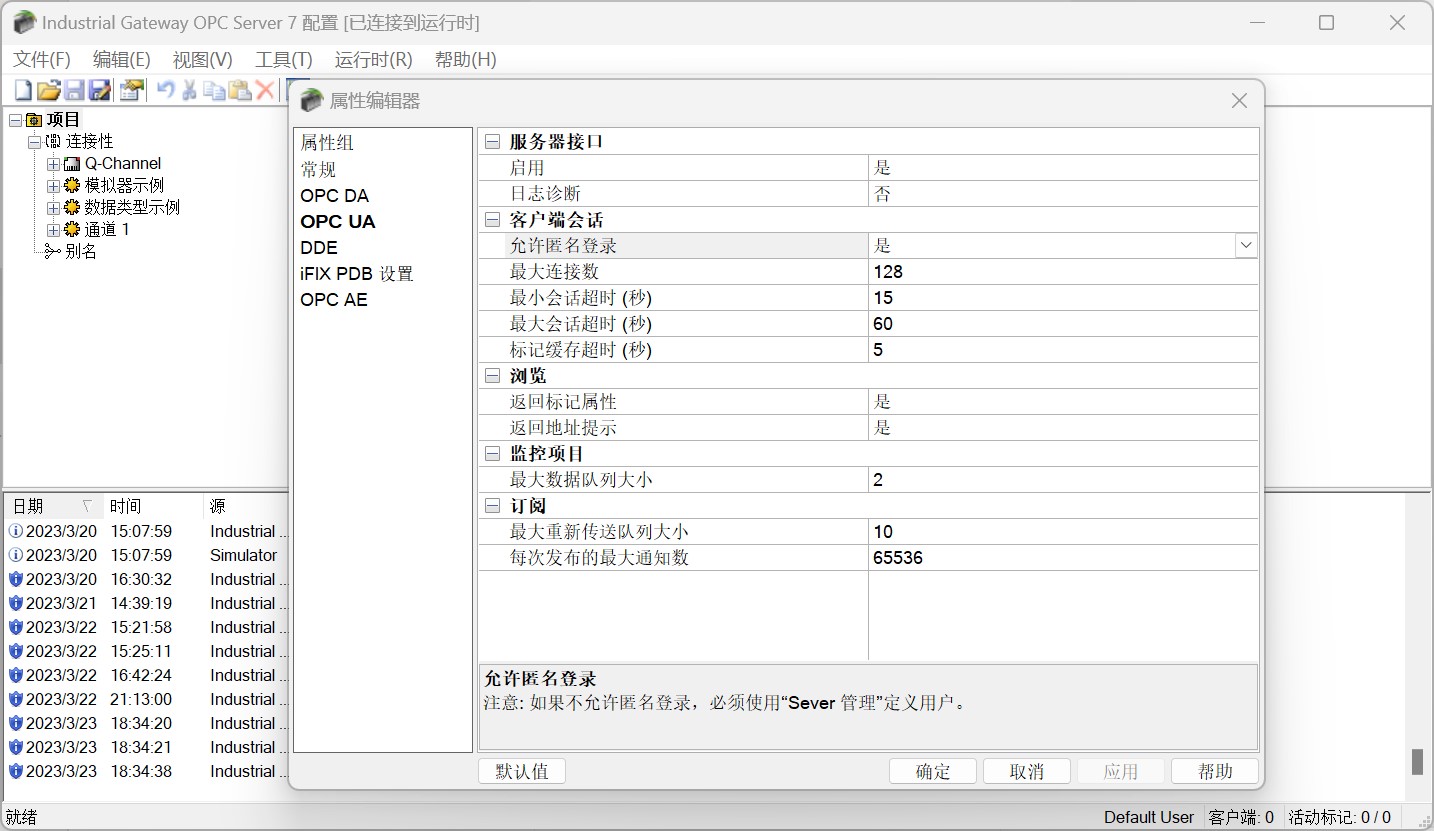 Industrial Gateway OPC Server 7 配置 [已连接到运行时]
文件(F) 编辑(E) 视图(V) 工具(T) 运行时(R) 帮助(H)
项目
连接性
Q-Channel
模拟器示例
数据类型示例
通道 1
别名
属性编辑器
属性组
常规
OPC DA
OPC UA
DDE
iFIX PDB 设置
OPC AE
服务器接口
启用 是
日志诊断 否
客户端会话
允许匿名登录 是
最大连接数 128
最小会话超时 (秒) 15
最大会话超时 (秒) 60
标记缓存超时 (秒) 5
浏览
返回标记属性 是
返回地址提示 是
监控项目
最大数据队列大小 2
订阅
最大重新传送队列大小 10
每次发布的最大通知数 65536
允许匿名登录
注意: 如果不允许匿名登录，必须使用“Sever 管理”定义用户。
默认值 确定 取消 应用 帮助
日期 时间 源
2023/3/20 15:07:59 Industrial ...
2023/3/20 15:07:59 Simulator
2023/3/20 16:30:32 Industrial ...
2023/3/21 14:39:19 Industrial ...
2023/3/22 15:21:58 Industrial ...
2023/3/22 15:25:11 Industrial ...
2023/3/22 16:42:24 Industrial ...
2023/3/22 21:13:00 Industrial ...
2023/3/23 18:34:20 Industrial ...
2023/3/23 18:34:21 Industrial ...
2023/3/23 18:34:38 Industrial ...
就绪 Default User 客户端: 0 活动标记: 0 / 0